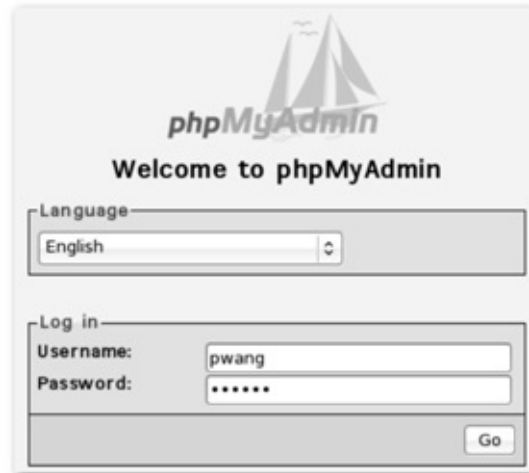 phpMyAdmin
Welcome to phpMyAdmin
Language
English
Log in
Username: pwang
Password: ••••••
Go